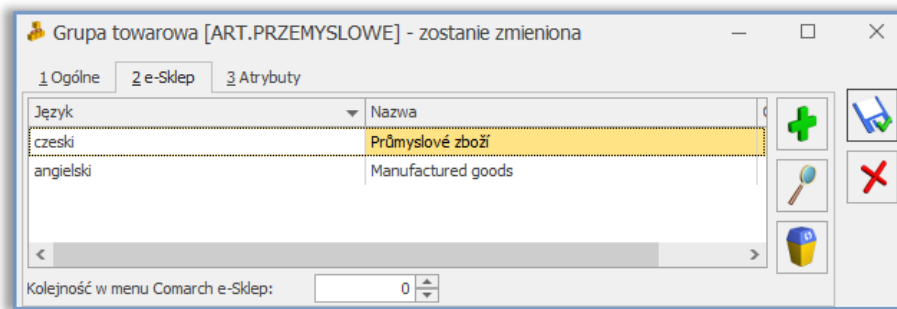 Grupa towarowa [ART.PRZEMYSLOWE] - zostanie zmieniona
1 Ogólne 2 e-Sklep 3 Atrybuty
Język Nazwa
czeski Průmyslové zboží
angielski Manufactured goods
Kolejność w menu Comarch e-Sklep: 0